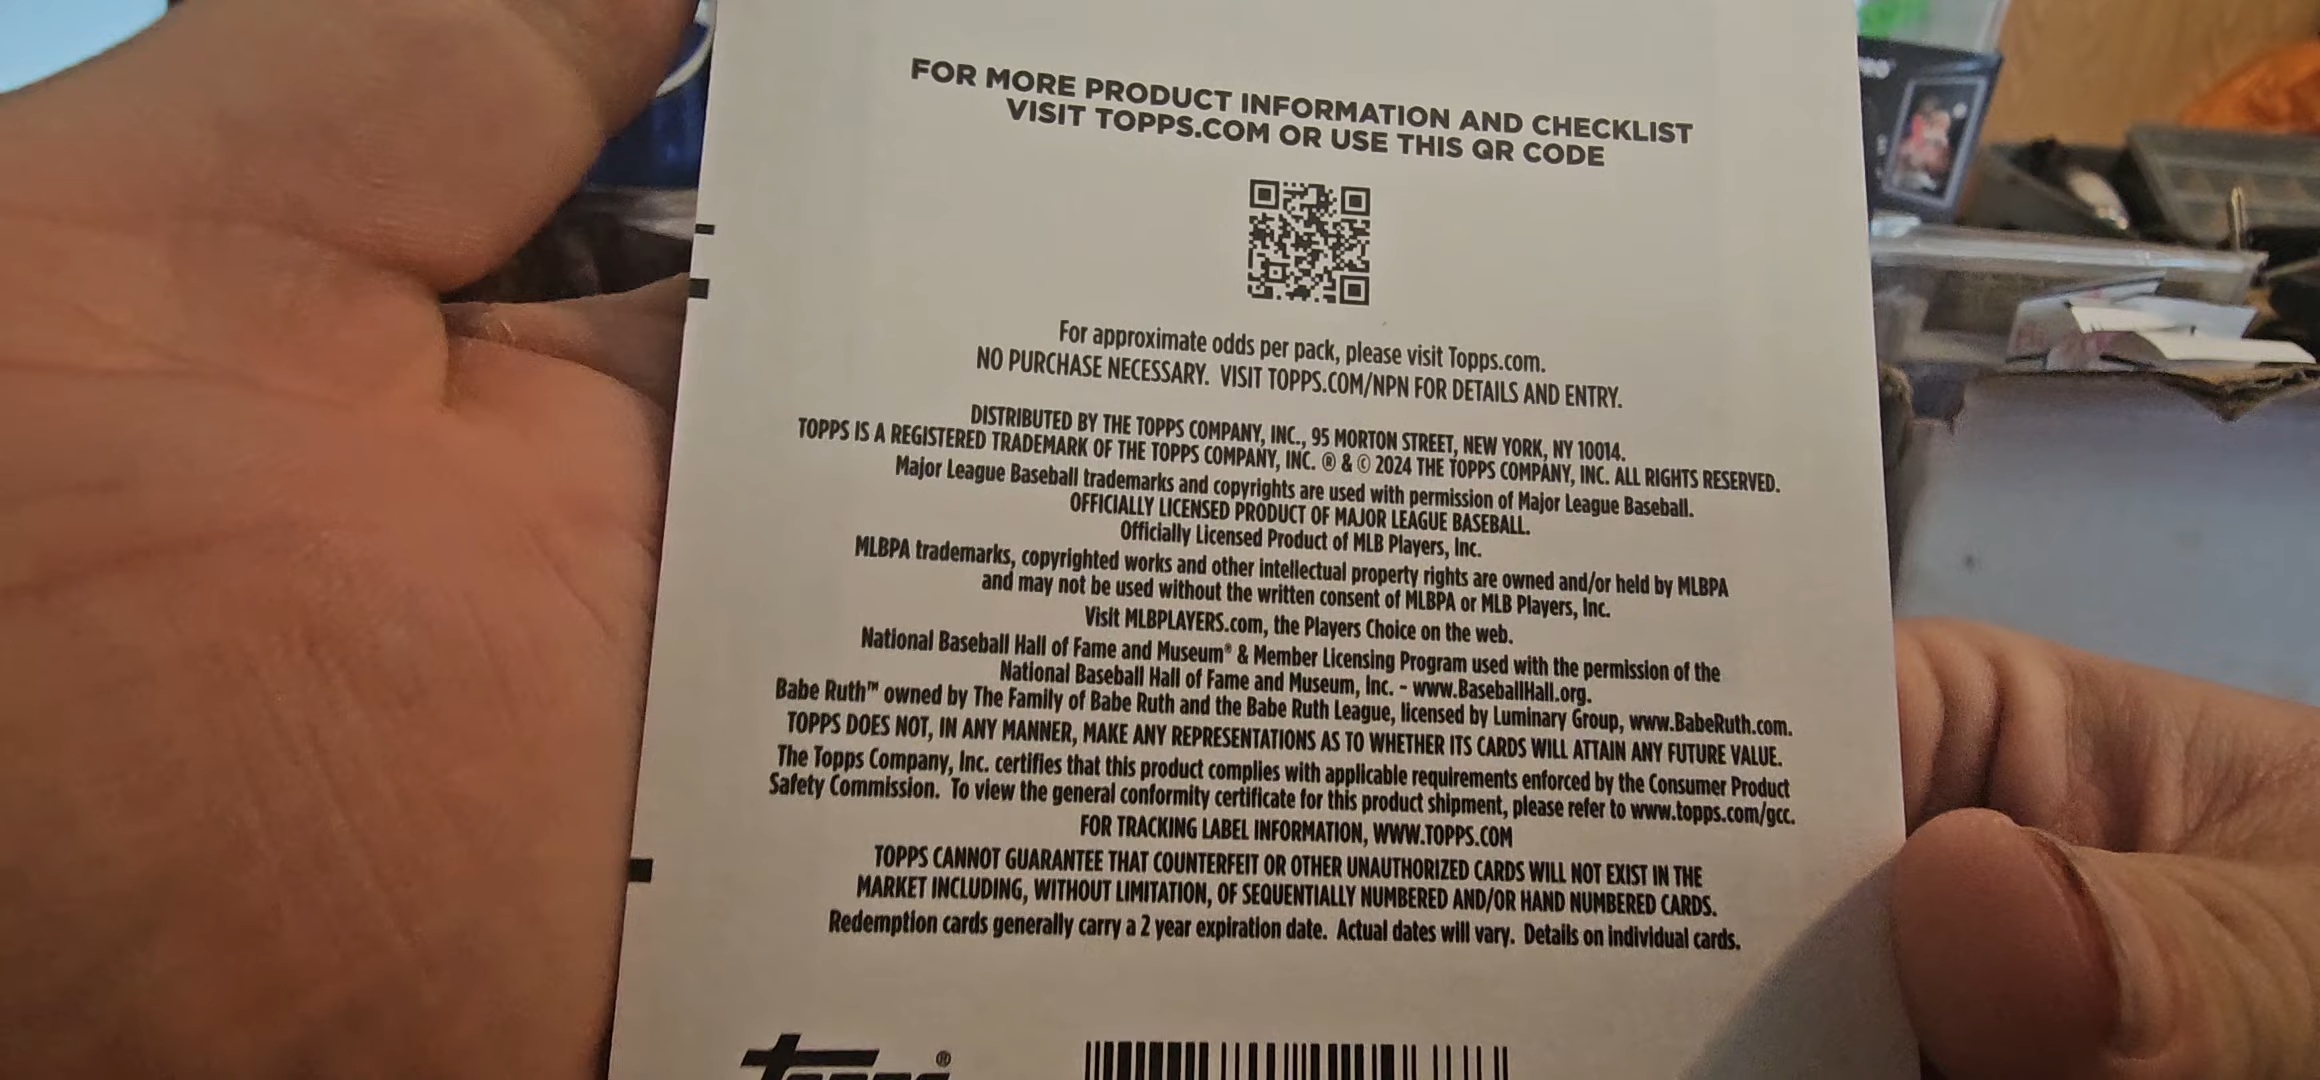 FOR MORE PRODUCT INFORMATION AND CHECKLIST
VISIT TOPPS.COM OR USE THIS QR CODE
For approximate odds per pack, please visit Topps.com.
NO PURCHASE NECESSARY. VISIT TOPPS.COM/NPN FOR DETAILS AND ENTRY.
DISTRIBUTED BY THE TOPPS COMPANY, INC., 95 MORTON STREET, NEW YORK, NY 10014.
TOPPS IS A REGISTERED TRADEMARK OF THE TOPPS COMPANY, INC. ® & © 2024 THE TOPPS COMPANY, INC. ALL RIGHTS RESERVED.
Major League Baseball trademarks and copyrights are used with permission of Major League Baseball.
OFFICIALLY LICENSED PRODUCT OF MAJOR LEAGUE BASEBALL.
Officially Licensed Product of MLB Players, Inc.
MLBPA trademarks, copyrighted works and other intellectual property rights are owned and/or held by MLBPA
and may not be used without the written consent of MLBPA or MLB Players, Inc.
Visit MLBPLAYERS.com, the Players Choice on the web.
National Baseball Hall of Fame and Museum® & Member Licensing Program used with the permission of the
National Baseball Hall of Fame and Museum, Inc. - www.BaseballHall.org.
Babe Ruth™ owned by The Family of Babe Ruth and the Babe Ruth League, licensed by Luminary Group, www.BabeRuth.com.
TOPPS DOES NOT, IN ANY MANNER, MAKE ANY REPRESENTATIONS AS TO WHETHER ITS CARDS WILL ATTAIN ANY FUTURE VALUE.
The Topps Company, Inc. certifies that this product complies with applicable requirements enforced by the Consumer Product
Safety Commission. To view the general conformity certificate for this product shipment, please refer to www.topps.com/gcc.
FOR TRACKING LABEL INFORMATION, WWW.TOPPS.COM
TOPPS CANNOT GUARANTEE THAT COUNTERFEIT OR OTHER UNAUTHORIZED CARDS WILL NOT EXIST IN THE
MARKET INCLUDING, WITHOUT LIMITATION, OF SEQUENTIALLY NUMBERED AND/OR HAND NUMBERED CARDS.
Redemption cards generally carry a 2 year expiration date. Actual dates will vary. Details on individual cards.
topps®